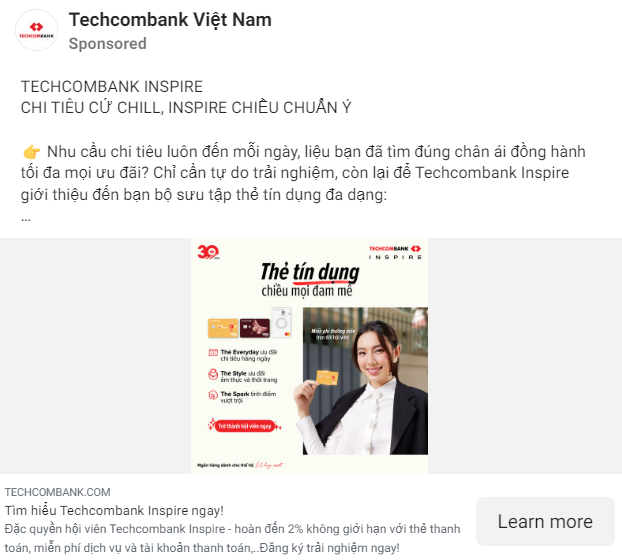 Techcombank Việt Nam
TECHCOMBANK
Sponsored
TECHCOMBANK INSPIRE
CHI TIÊU CỨ CHILL, INSPIRE CHIỀU CHUẨN Ý
👉 Nhu cầu chi tiêu luôn đến mỗi ngày, liệu bạn đã tìm đúng chân ái đồng hành
tối đa mọi ưu đãi? Chỉ cần tự do trải nghiệm, còn lại để Techcombank Inspire
giới thiệu đến bạn bộ sưu tập thẻ tín dụng đa dạng:
...
30
TECHCOMBANK
INSPIRE
Thẻ tín dụng
chiều mọi đam mê
Miễn phí thường niên
trọn đời hội viên
Thẻ Everyday ưu đãi
chi tiêu hàng ngày
Thẻ Style ưu đãi
ẩm thực và thời trang
Thẻ Spark tính điểm
vượt trội
Trở thành hội viên ngay
Ngân hàng dành cho thế hệ Why not
TECHCOMBANK.COM
Tìm hiểu Techcombank Inspire ngay!
Đặc quyền hội viên Techcombank Inspire - hoàn đến 2% không giới hạn với thẻ thanh
toán, miễn phí dịch vụ và tài khoản thanh toán,..Đăng ký trải nghiệm ngay!
Learn more